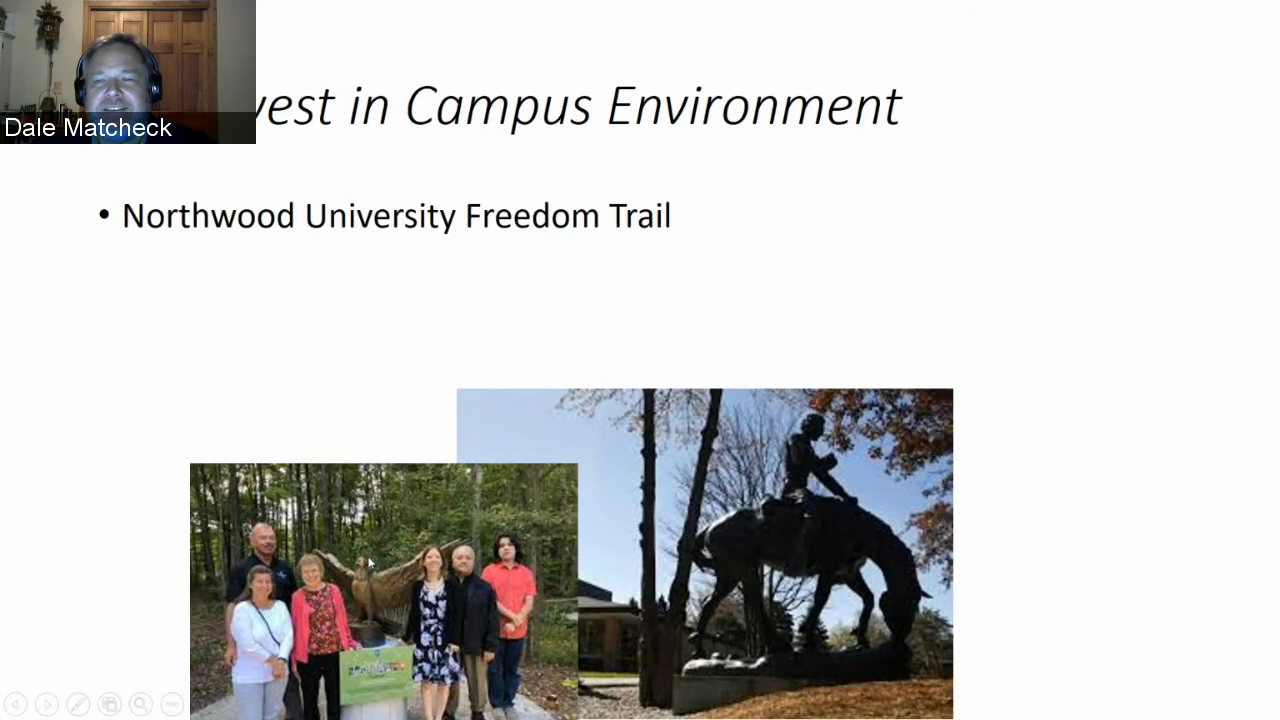 Dale Matcheck
vest in Campus Environment
• Northwood University Freedom Trail